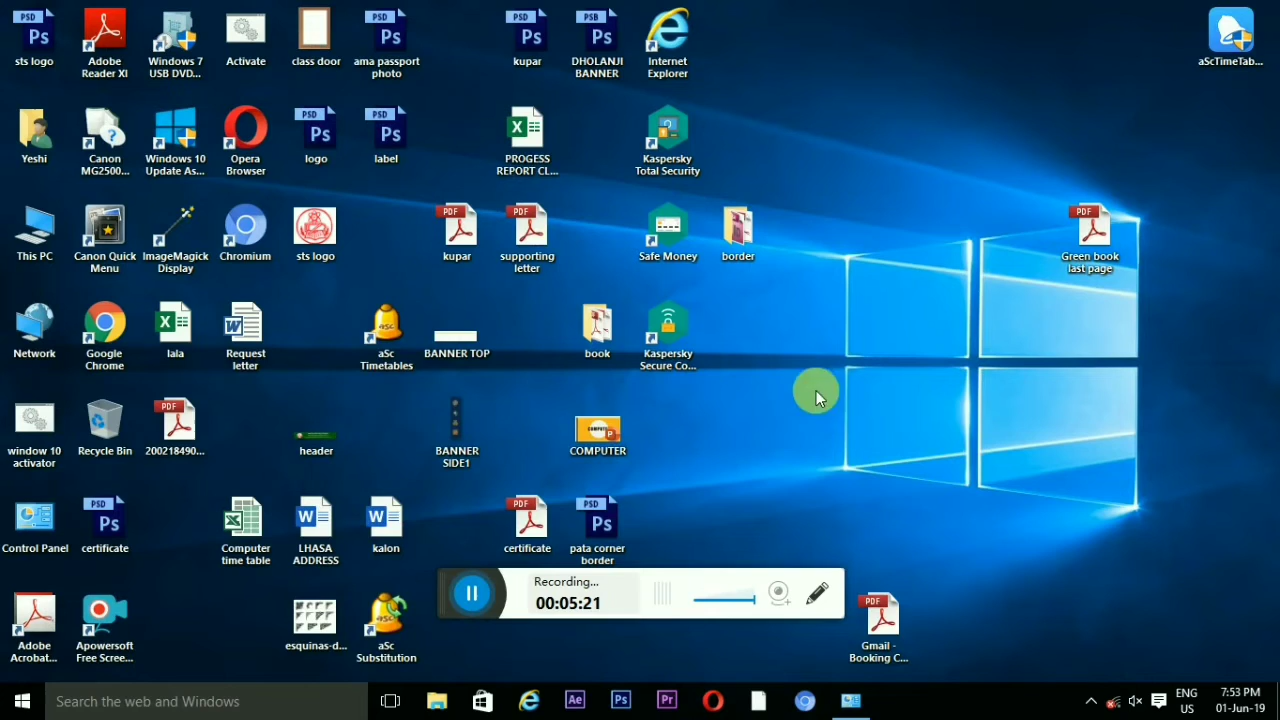 PSD
Ps
sts logo
Adobe
Reader XI
Windows 7
USB DVD...
Activate
class door
PSD
Ps
ama passport
photo
PSD
Ps
kupar
PSB
Ps
DHOLANJI
BANNER
Internet
Explorer
aScTimeTab...
Yeshi
Canon
MG2500...
Windows 10
Update As...
Opera
Browser
PSD
Ps
logo
PSD
Ps
label
PROGESS
REPORT CL...
Kaspersky
Total Security
This PC
Canon Quick
Menu
ImageMagick
Display
Chromium
sts logo
PDF
kupar
PDF
supporting
letter
Safe Money
border
PDF
Green book
last page
Network
Google
Chrome
lala
Request
letter
aSc
aSc
Timetables
BANNER TOP
book
Kaspersky
Secure Co...
window 10
activator
Recycle Bin
PDF
200218490...
header
BANNER
SIDE1
COMPUTER
COMPUTER
Control Panel
PSD
Ps
certificate
Computer
time table
LHASA
ADDRESS
kalon
PDF
certificate
PSD
Ps
pata corner
border
Recording...
00:05:21
Adobe
Acrobat...
Apowersoft
Free Scree...
esquinas-d...
aSc
aSc
Substitution
PDF
Gmail -
Booking C...
Search the web and Windows
Ae
Ps
Pr
ENG
US
7:53 PM
01-Jun-19